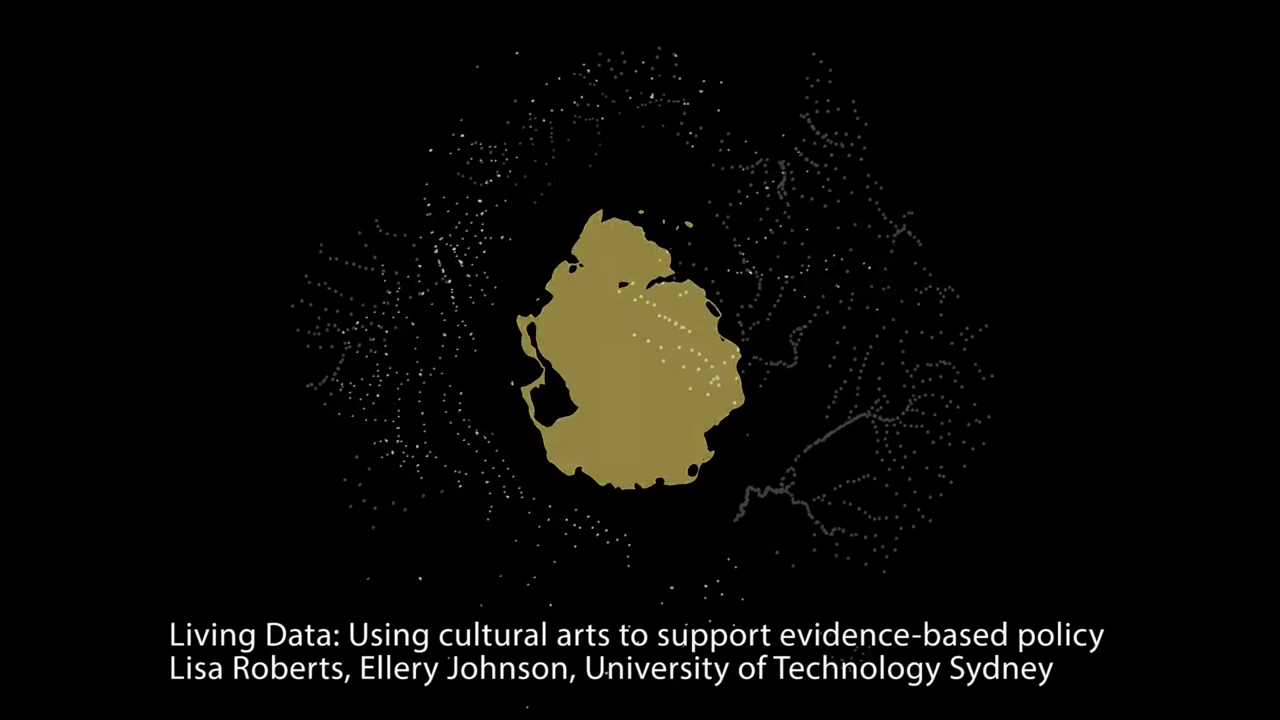 Living Data: Using cultural arts to support evidence-based policy
Lisa Roberts, Ellery Johnson, University of Technology Sydney